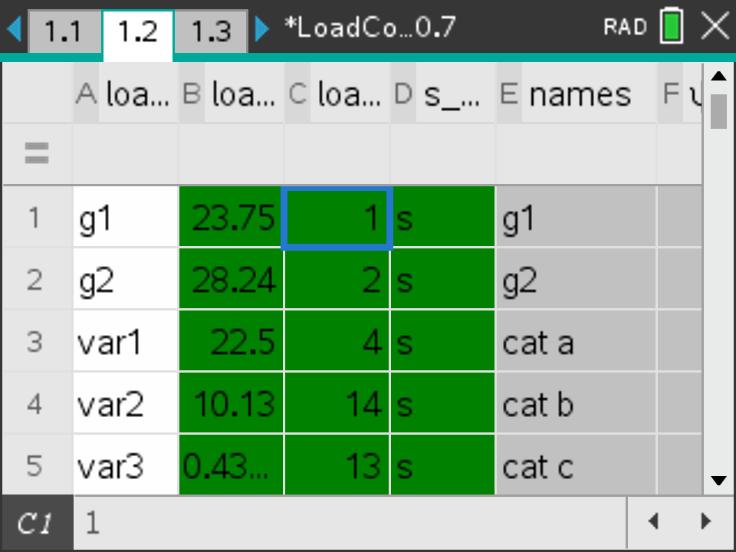 1.1 1.2 1.3 *LoadCo…0.7 RAD
A loa… B loa… C loa… D s_… E names F
=
1 g1 23.75 1 s g1
2 g2 28.24 2 s g2
3 var1 22.5 4 s cat a
4 var2 10.13 14 s cat b
5 var3 0.43… 13 s cat c
C1 1